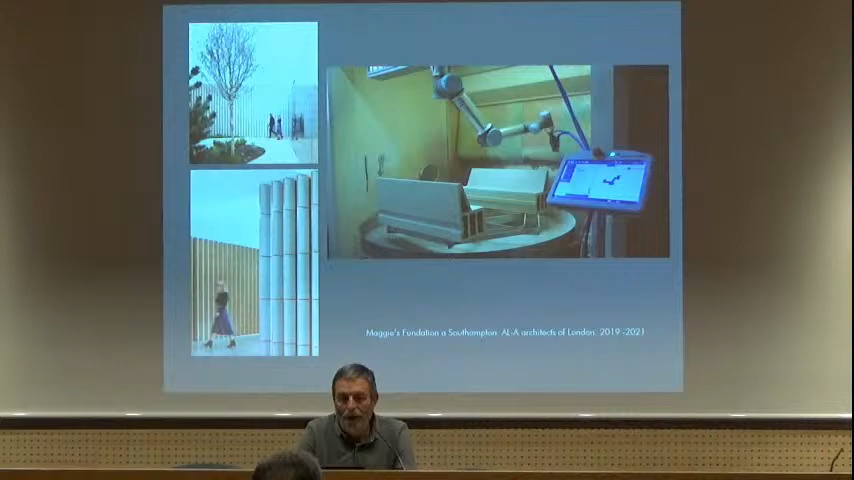 Maggie's Fundation a Southampton. AL-A architects of London. 2019 -2021